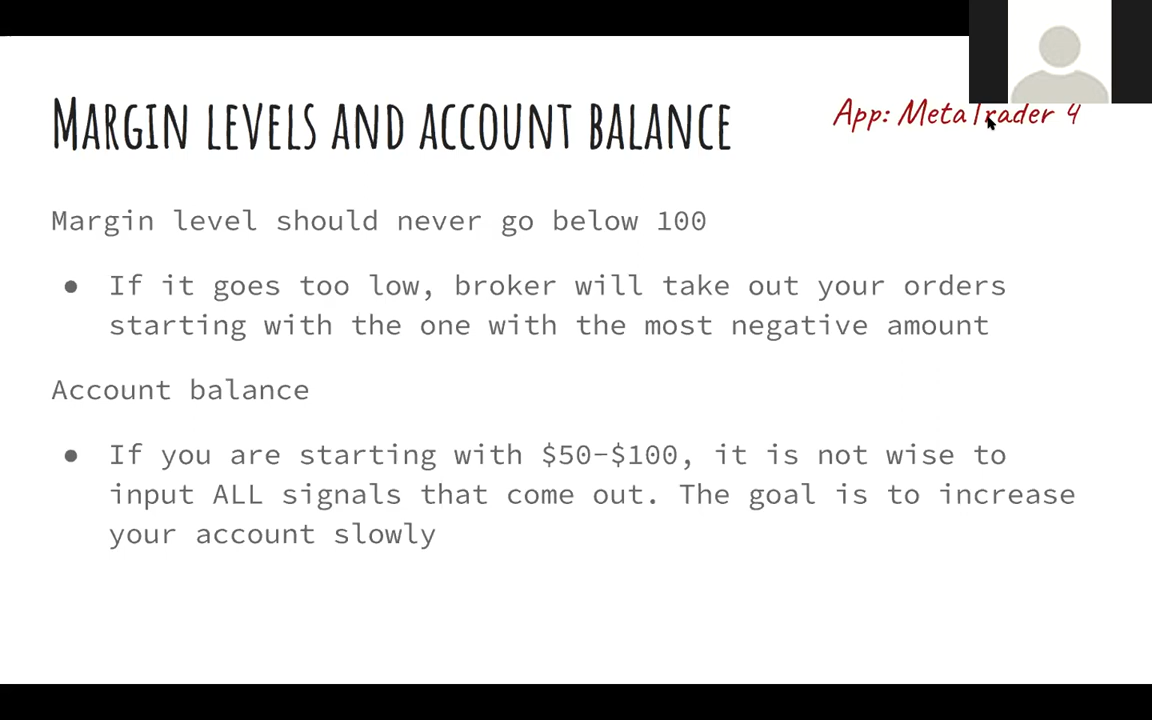 MARGIN LEVELS AND ACCOUNT BALANCE
App: MetaTrader 4
Margin level should never go below 100
● If it goes too low, broker will take out your orders
starting with the one with the most negative amount
Account balance
● If you are starting with $50-$100, it is not wise to
input ALL signals that come out. The goal is to increase
your account slowly